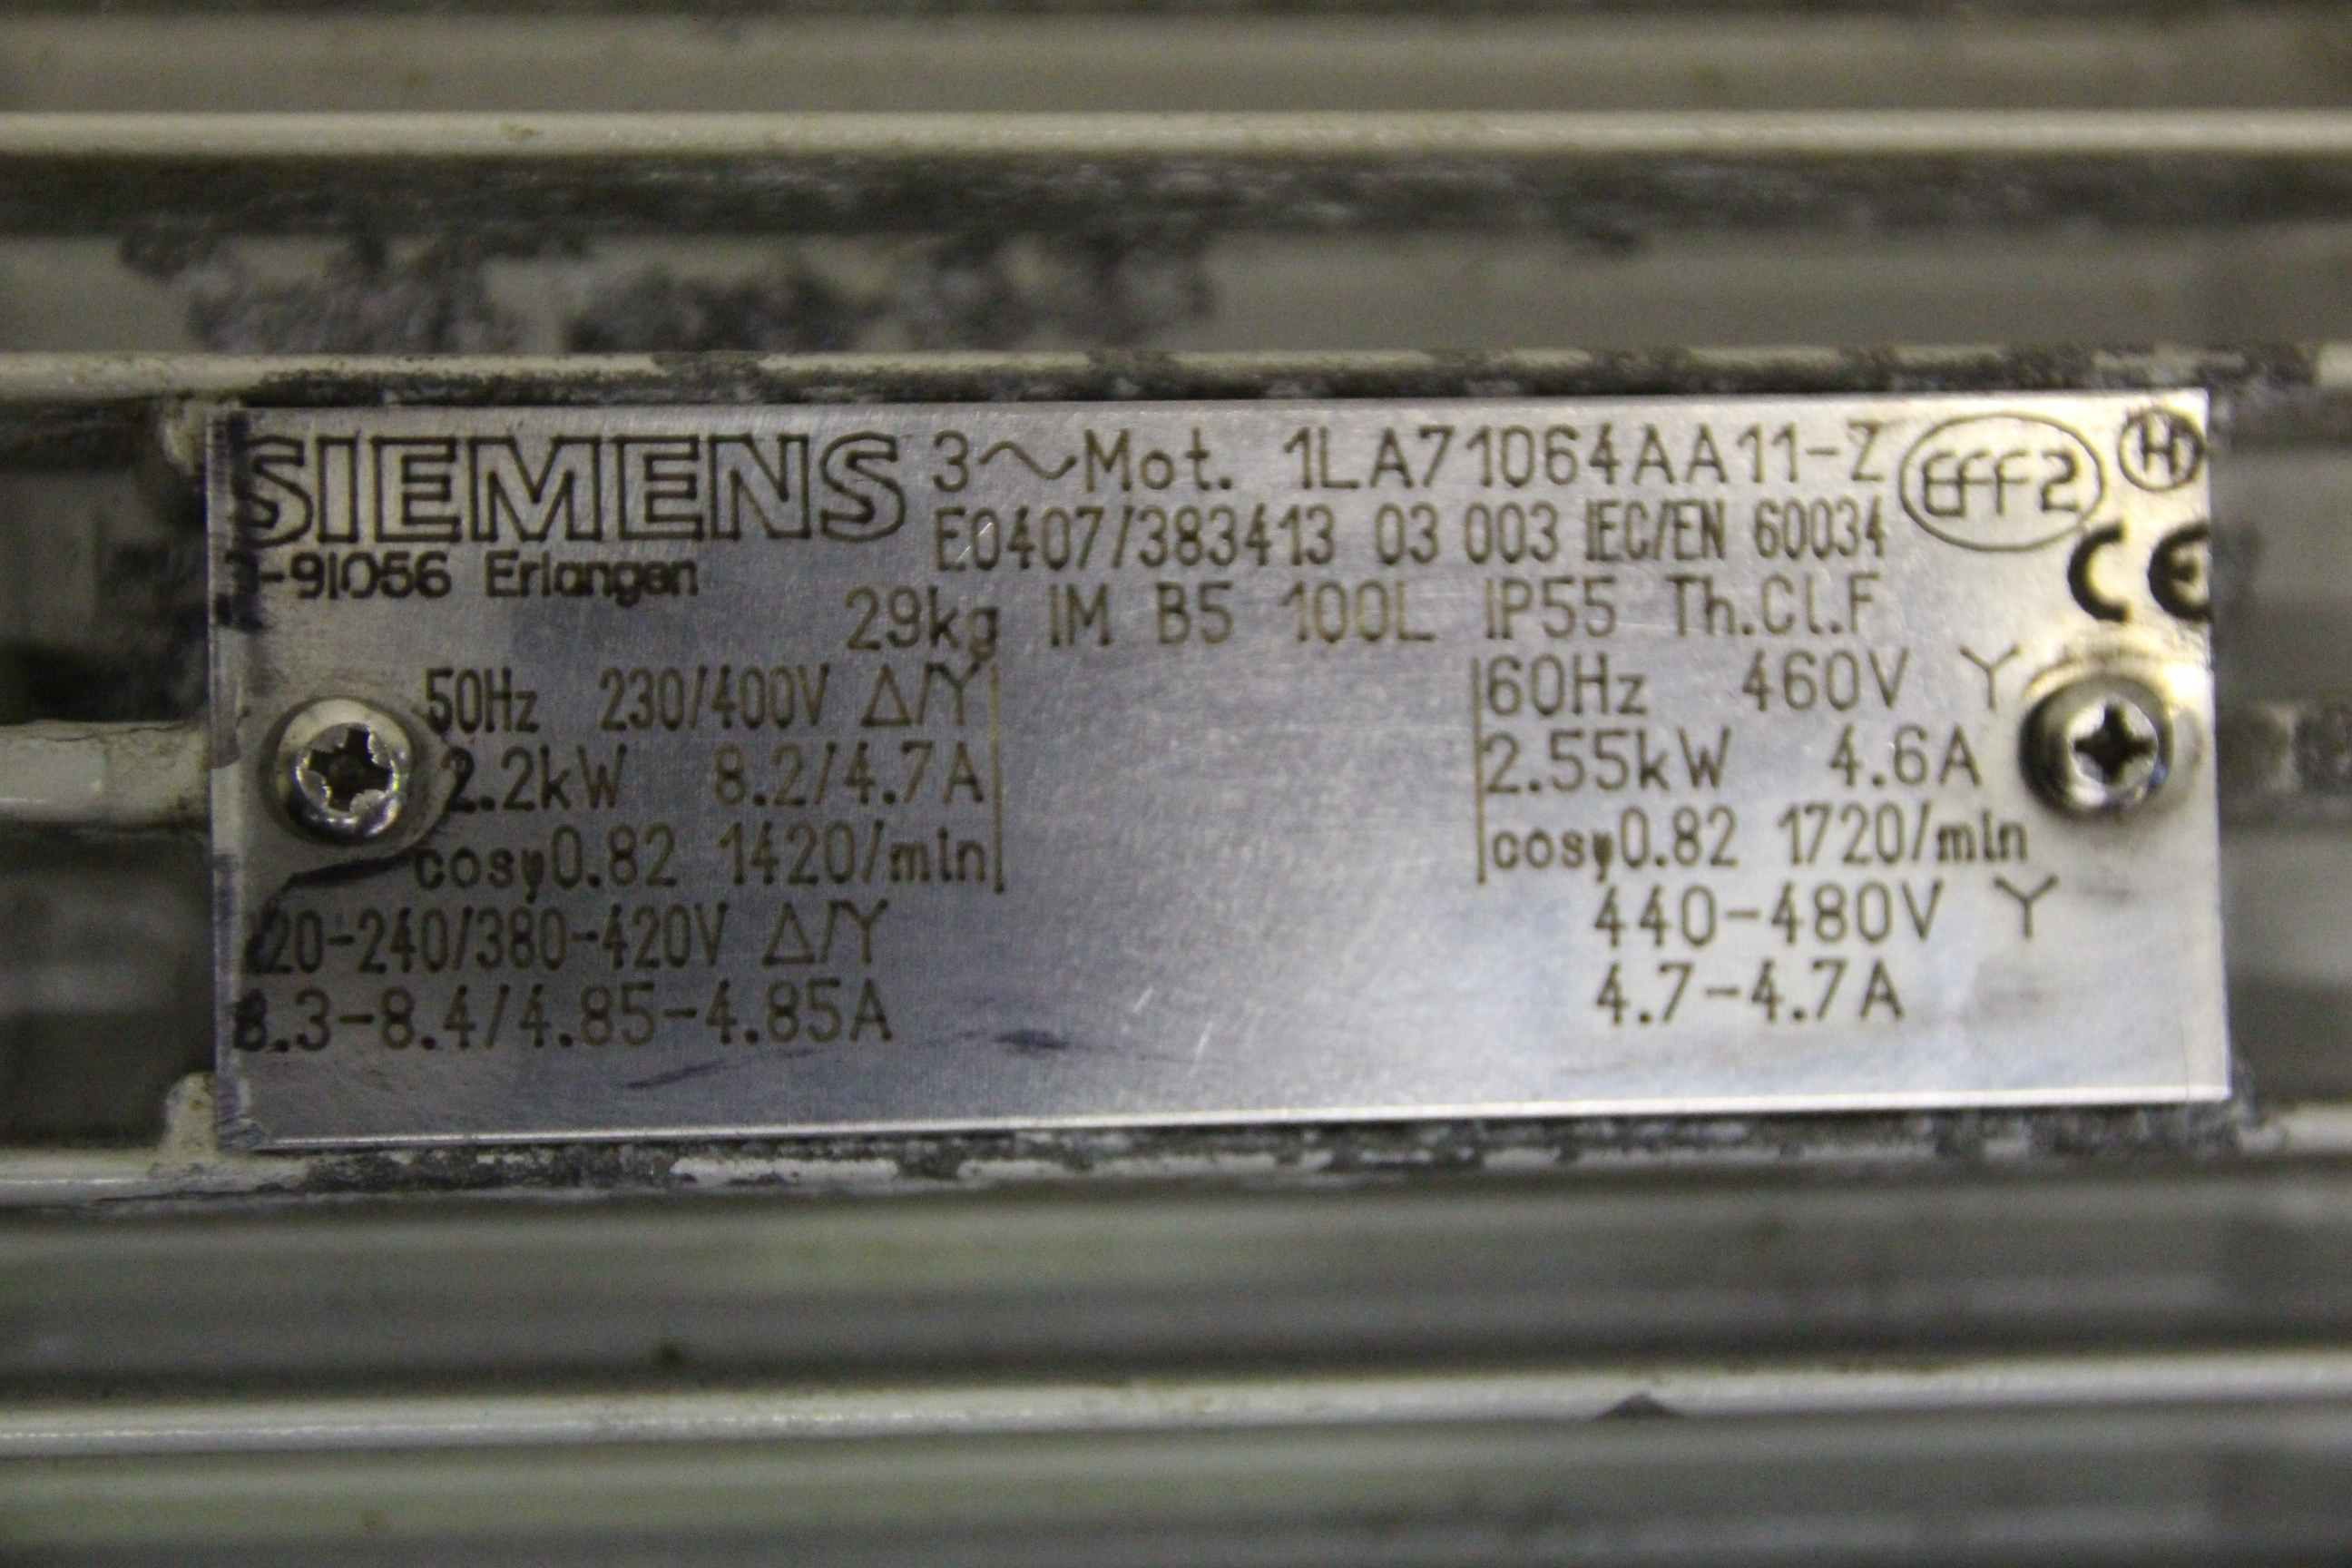 SIEMENS
3~Mot. 1LA71064AA11-Z
EFF2
H
E0407/383413 03 003 IEC/EN 60034
CE
D-91056 Erlangen
29kg IM B5 100L IP55 Th.Cl.F
50Hz 230/400V Δ/Y
60Hz 460V Y
2.2kW 8.2/4.7A
2.55kW 4.6A
cosφ0.82 1420/min
cosφ0.82 1720/min
220-240/380-420V Δ/Y
440-480V Y
8.3-8.4/4.85-4.85A
4.7-4.7A